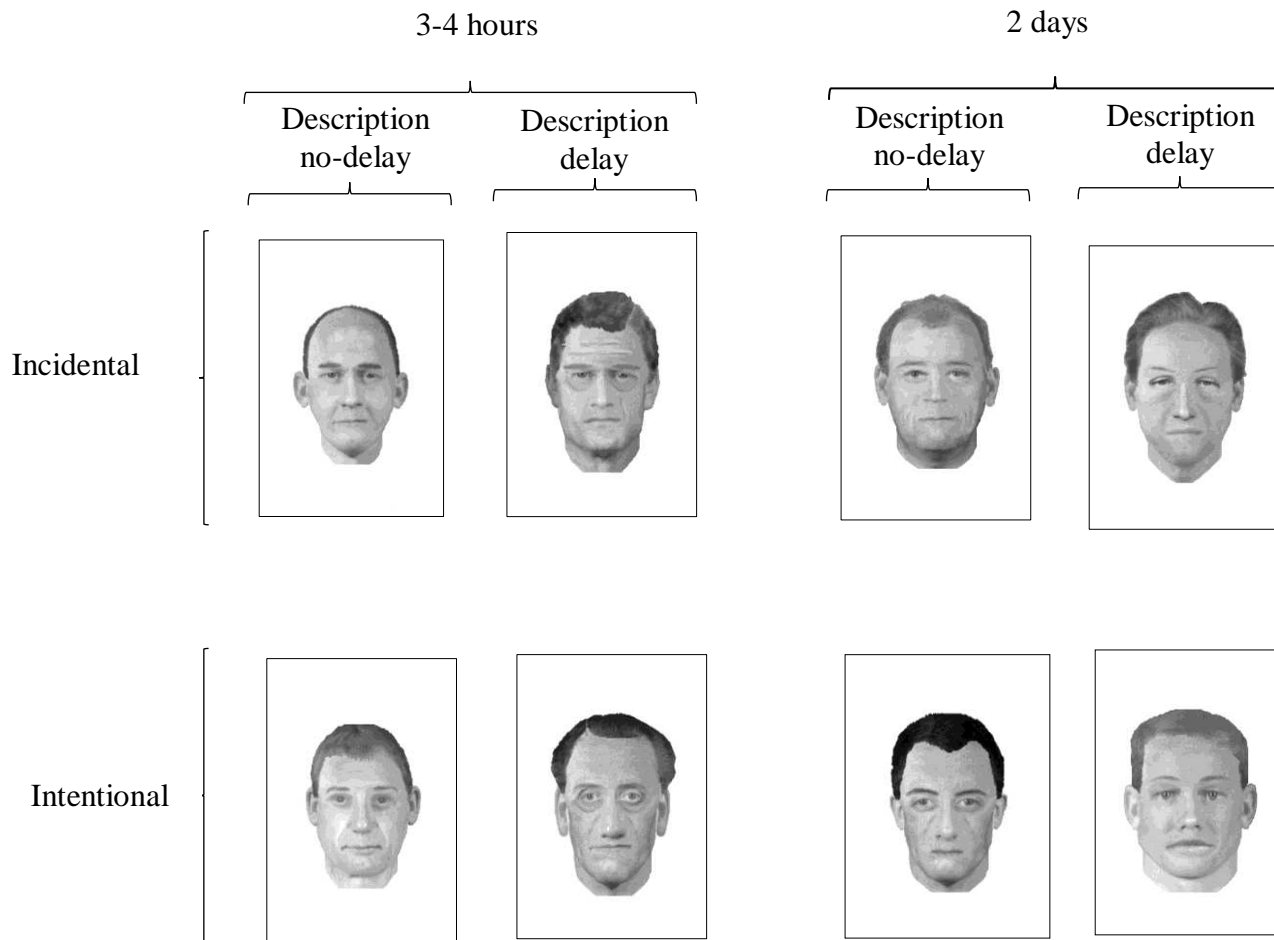 3-4 hours
2 days
Description
no-delay
Description
delay
Description
no-delay
Description
delay
Incidental
Intentional